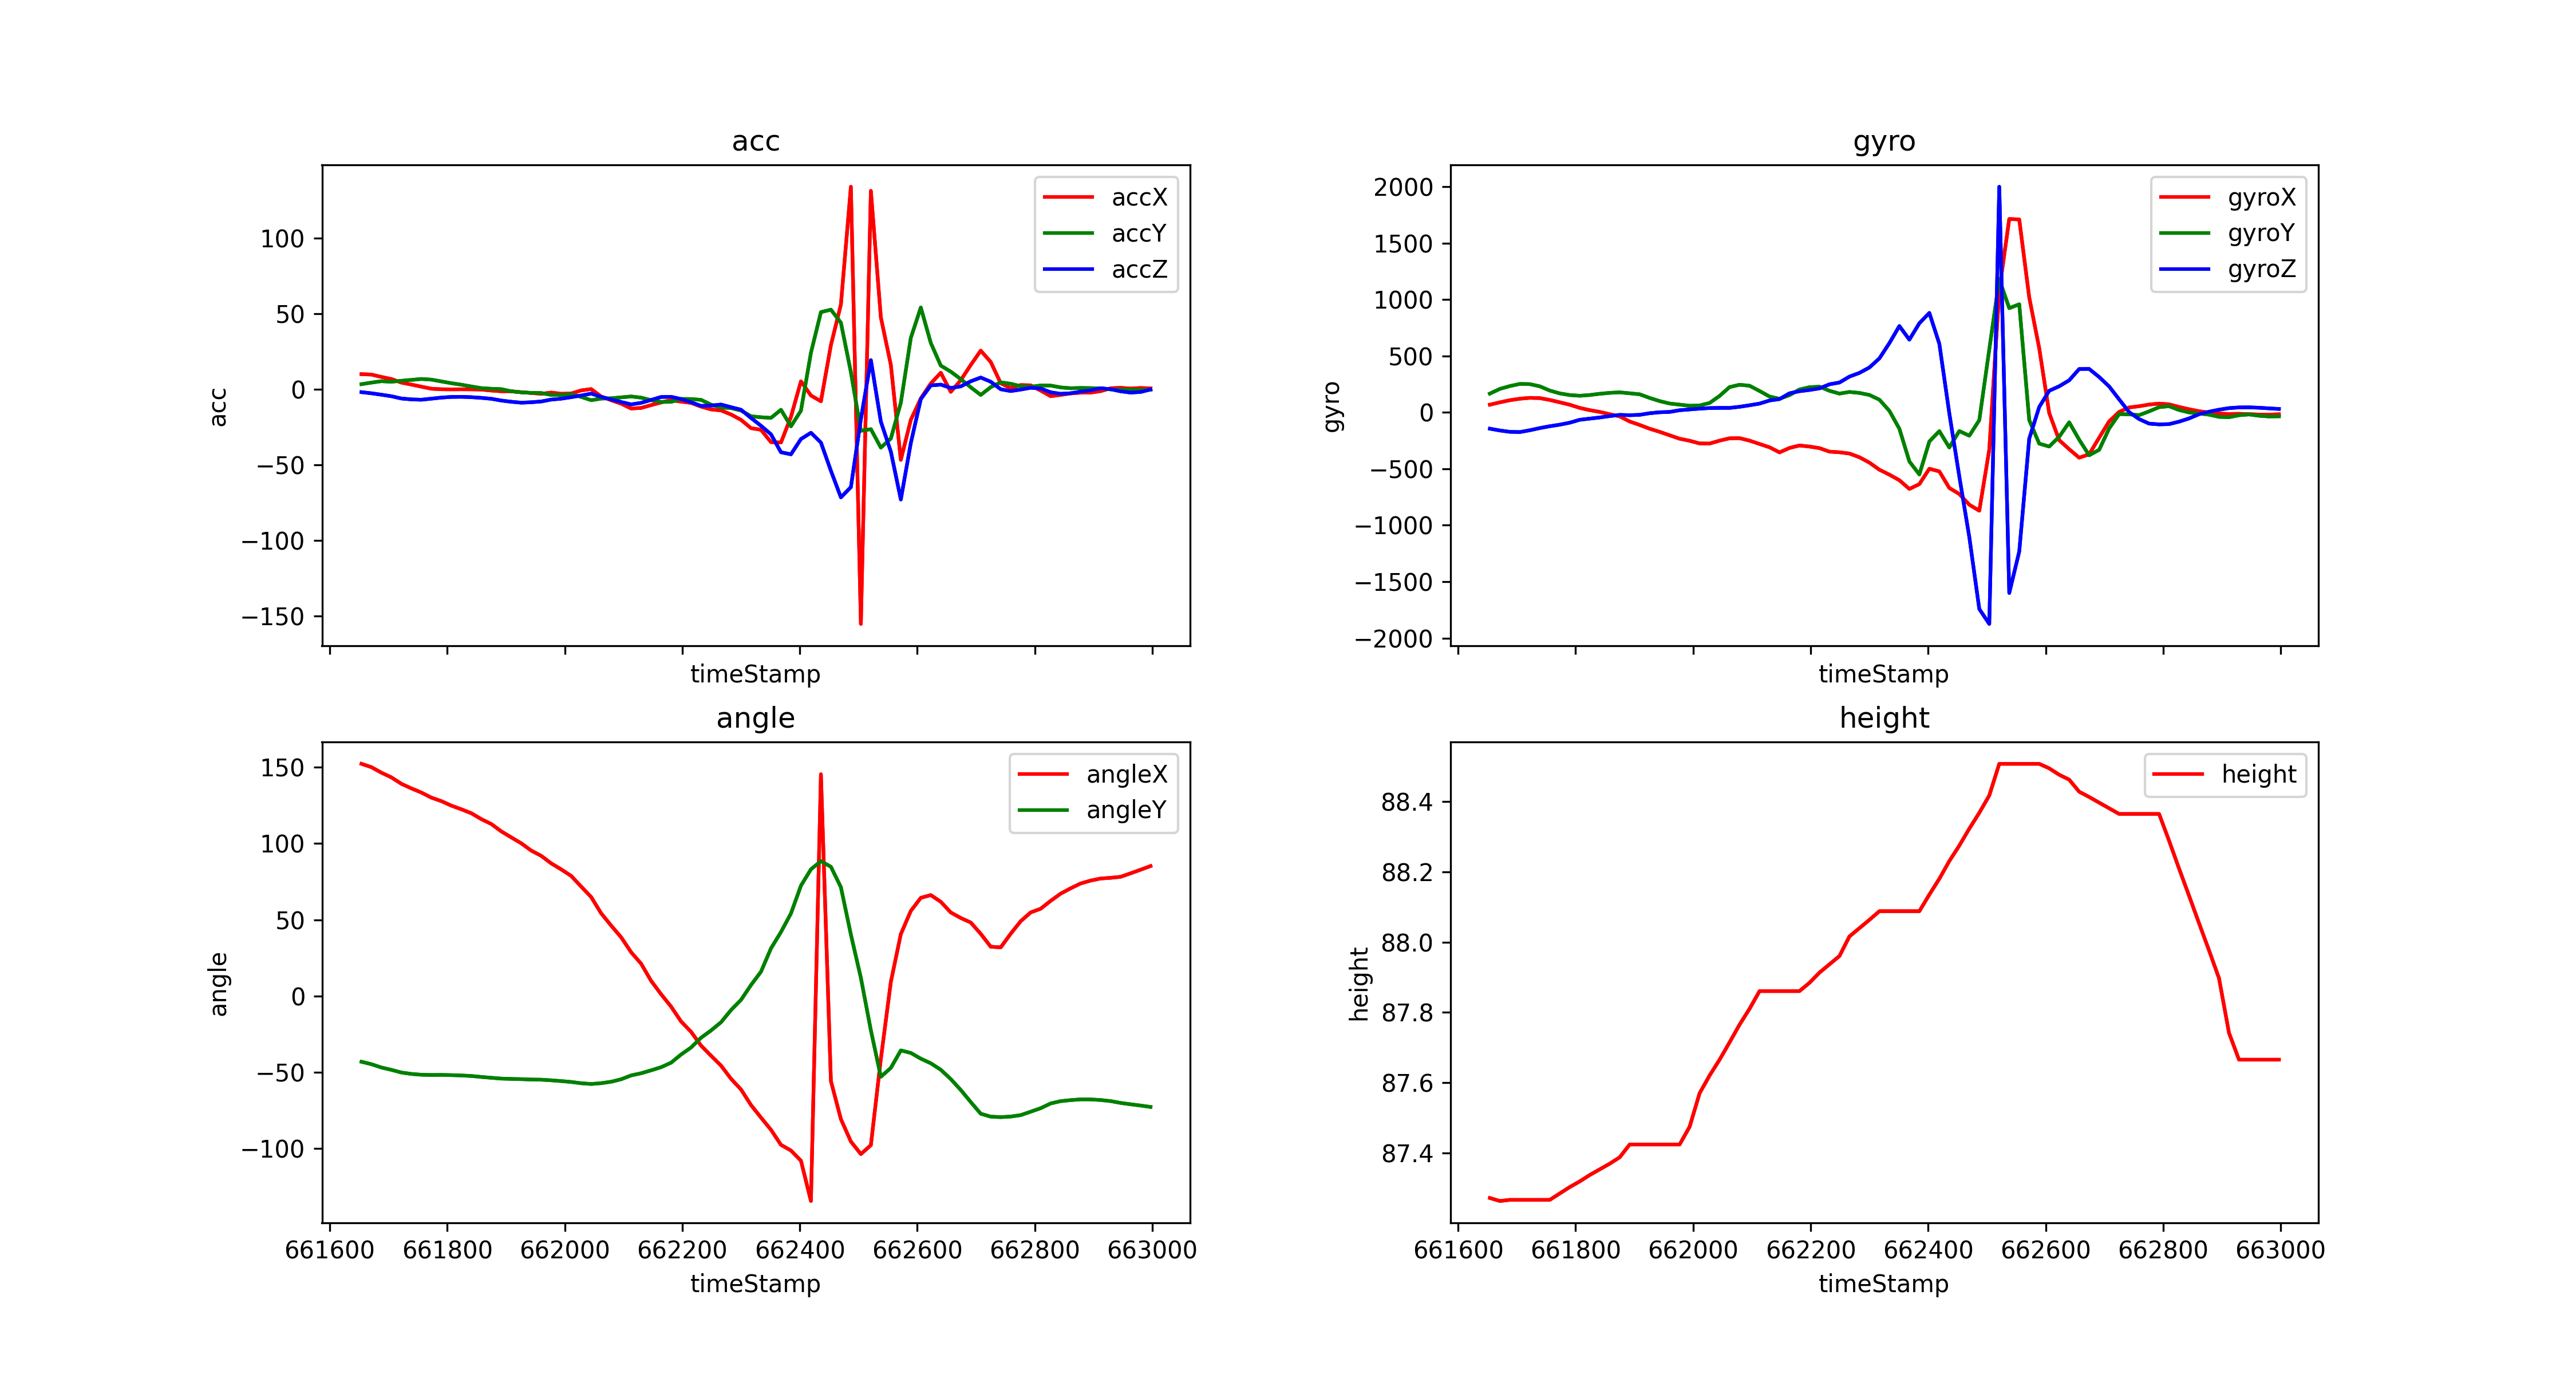 acc
100
50
0
−50
−100
−150
acc
accX
accY
accZ
timeStamp
gyro
2000
1500
1000
500
0
−500
−1000
−1500
−2000
gyro
gyroX
gyroY
gyroZ
timeStamp
angle
150
100
50
0
−50
−100
angle
angleX
angleY
661600 661800 662000 662200 662400 662600 662800 663000
timeStamp
height
88.4
88.2
88.0
87.8
87.6
87.4
height
height
661600 661800 662000 662200 662400 662600 662800 663000
timeStamp